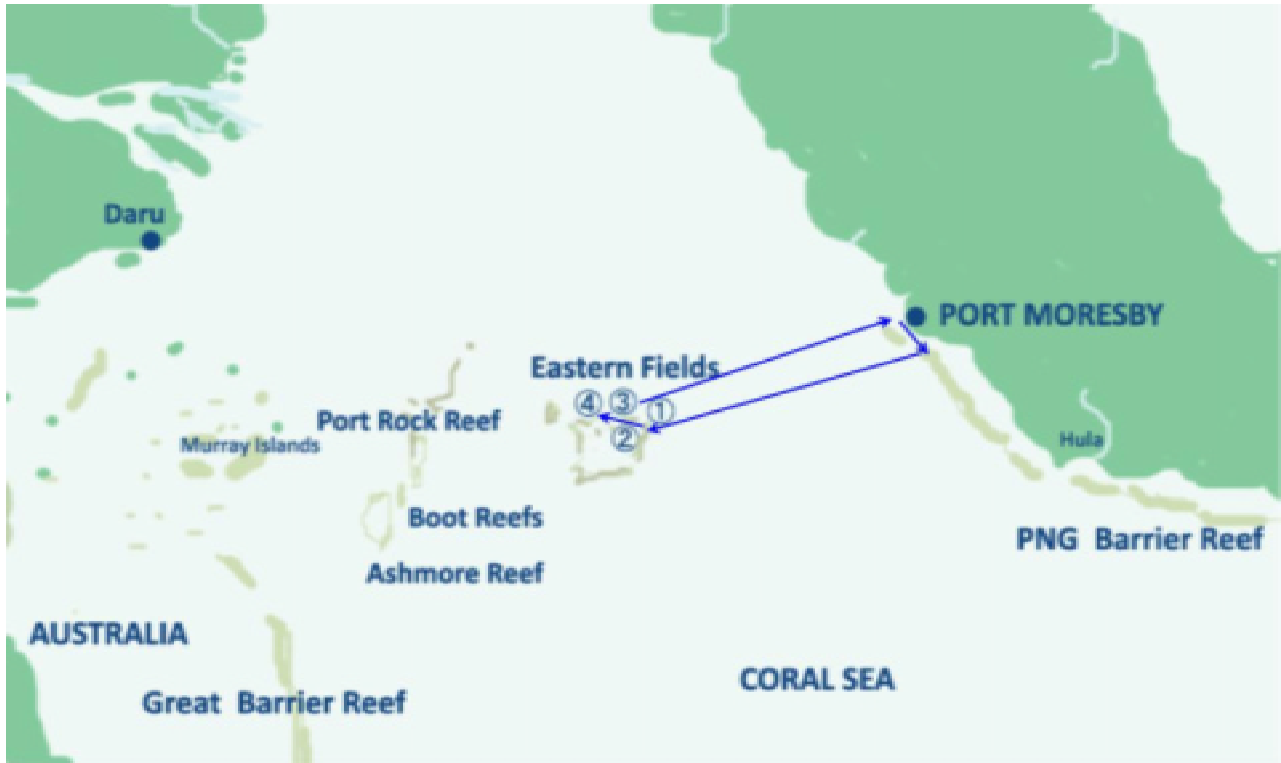 Daru
PORT MORESBY
Eastern Fields
④ ③ ①
②
Port Rock Reef
Murray Islands
Hula
Boot Reefs
PNG Barrier Reef
Ashmore Reef
AUSTRALIA
CORAL SEA
Great Barrier Reef